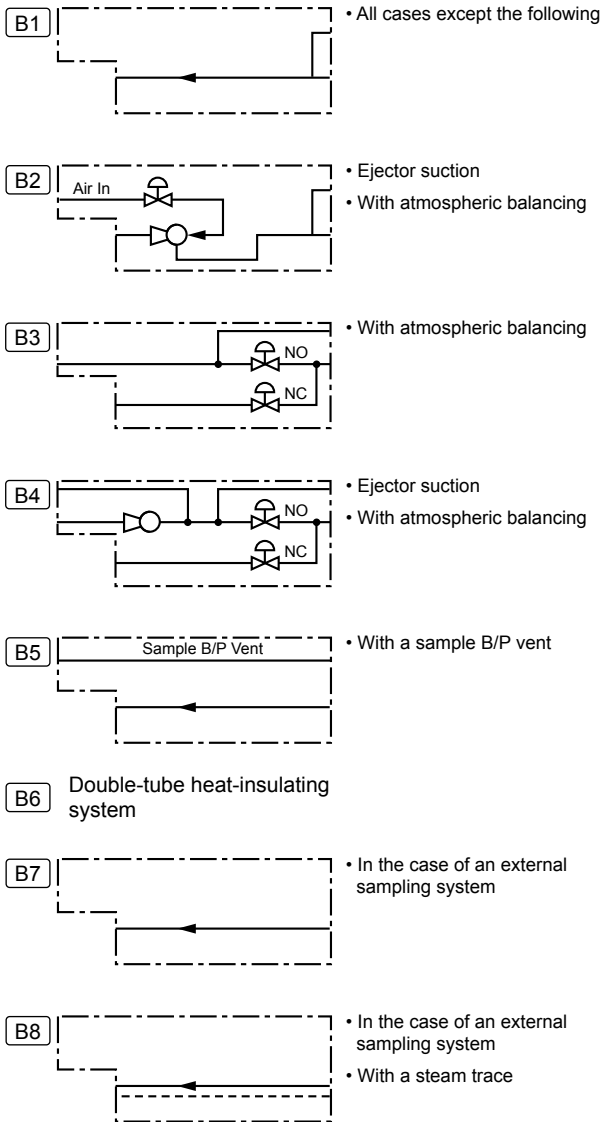 B1
• All cases except the following
B2
Air In
• Ejector suction
• With atmospheric balancing
B3
NO
NC
• With atmospheric balancing
B4
NO
NC
• Ejector suction
• With atmospheric balancing
B5
Sample B/P Vent
• With a sample B/P vent
B6
Double-tube heat-insulating
system
B7
• In the case of an external
sampling system
B8
• In the case of an external
sampling system
• With a steam trace